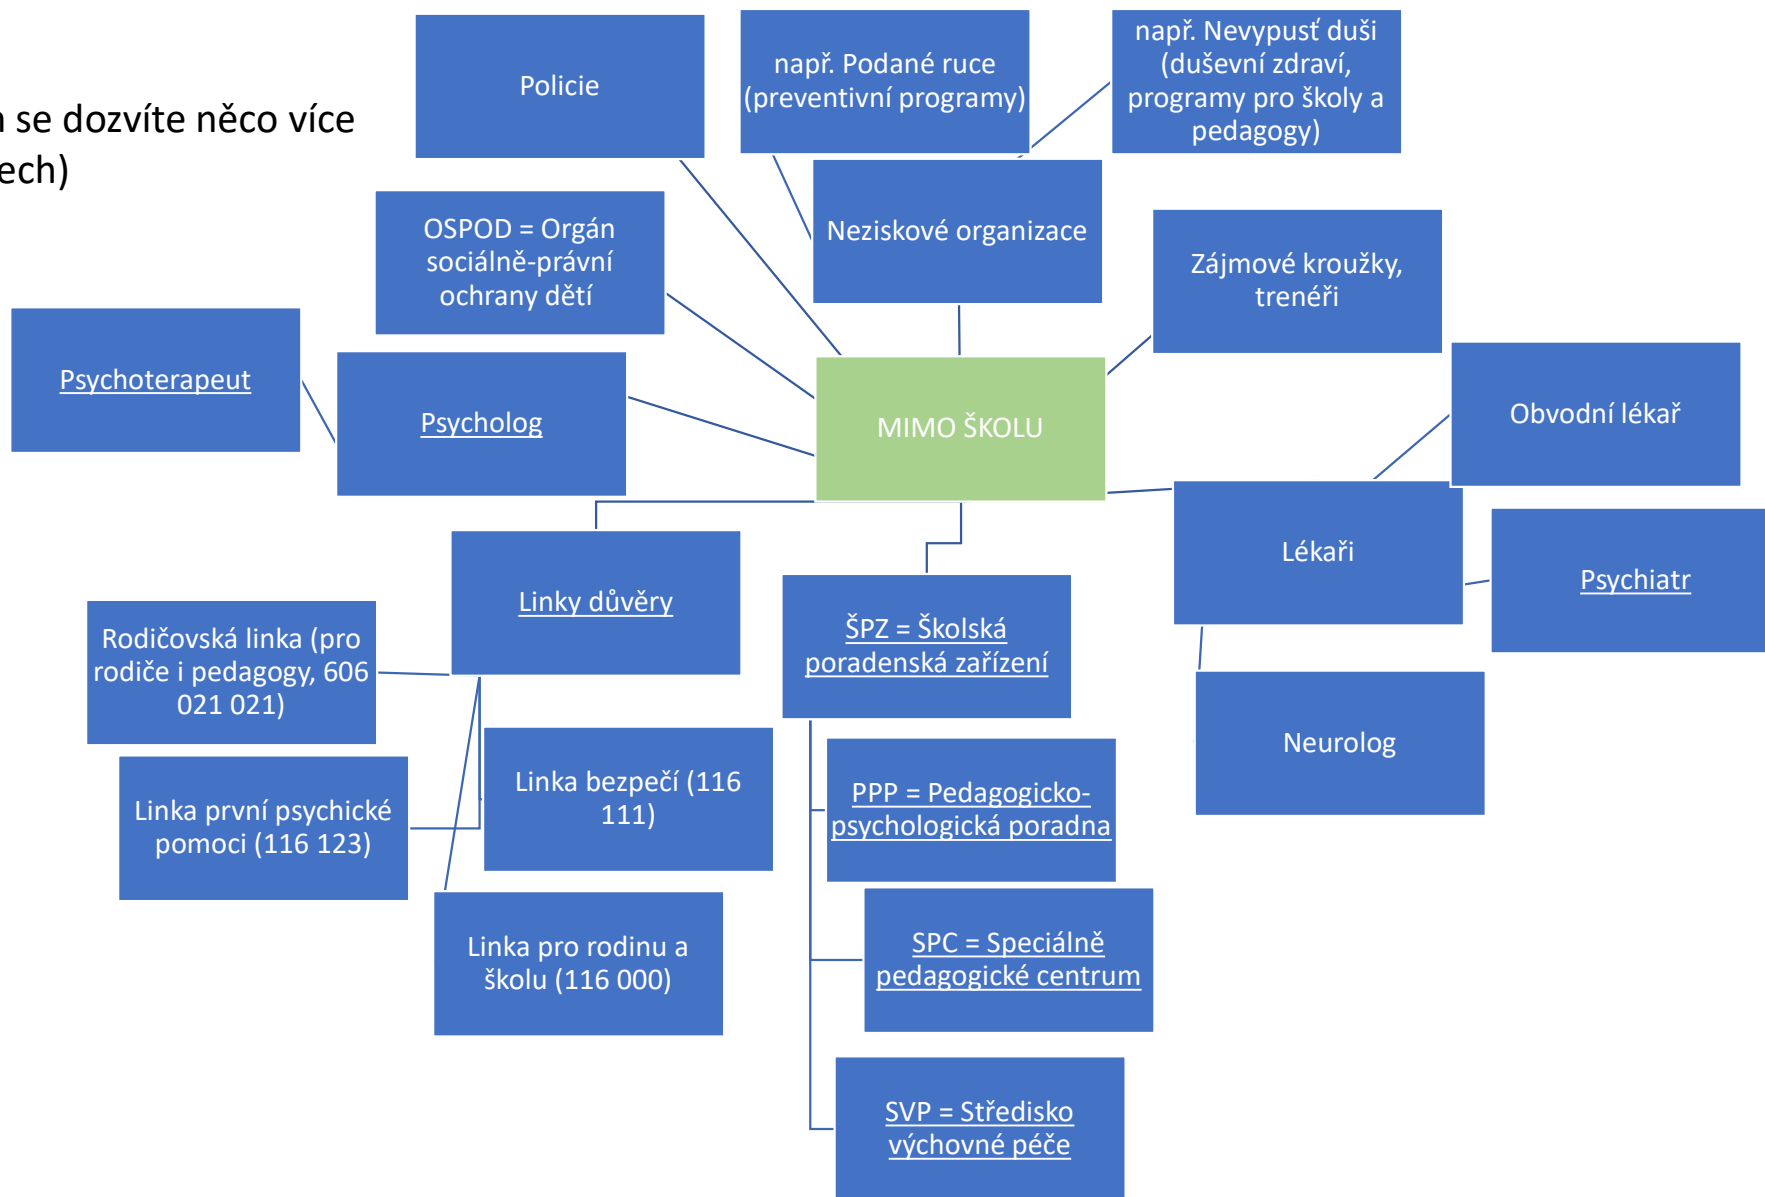 se dozvíte něco více
ech)
Policie
např. Podané ruce
(preventivní programy)
např. Nevypusť duši
(duševní zdraví,
programy pro školy a
pedagogy)
OSPOD = Orgán
sociálně-právní
ochrany dětí
Neziskové organizace
Zájmové kroužky,
trenéři
Psychoterapeut
Psycholog
MIMO ŠKOLU
Obvodní lékař
Lékaři
Psychiatr
Neurolog
Linky důvěry
Rodičovská linka (pro
rodiče i pedagogy, 606
021 021)
Linka první psychické
pomoci (116 123)
Linka bezpečí (116
111)
Linka pro rodinu a
školu (116 000)
ŠPZ = Školská
poradenská zařízení
PPP = Pedagogicko-
psychologická poradna
SPC = Speciálně
pedagogické centrum
SVP = Středisko
výchovné péče